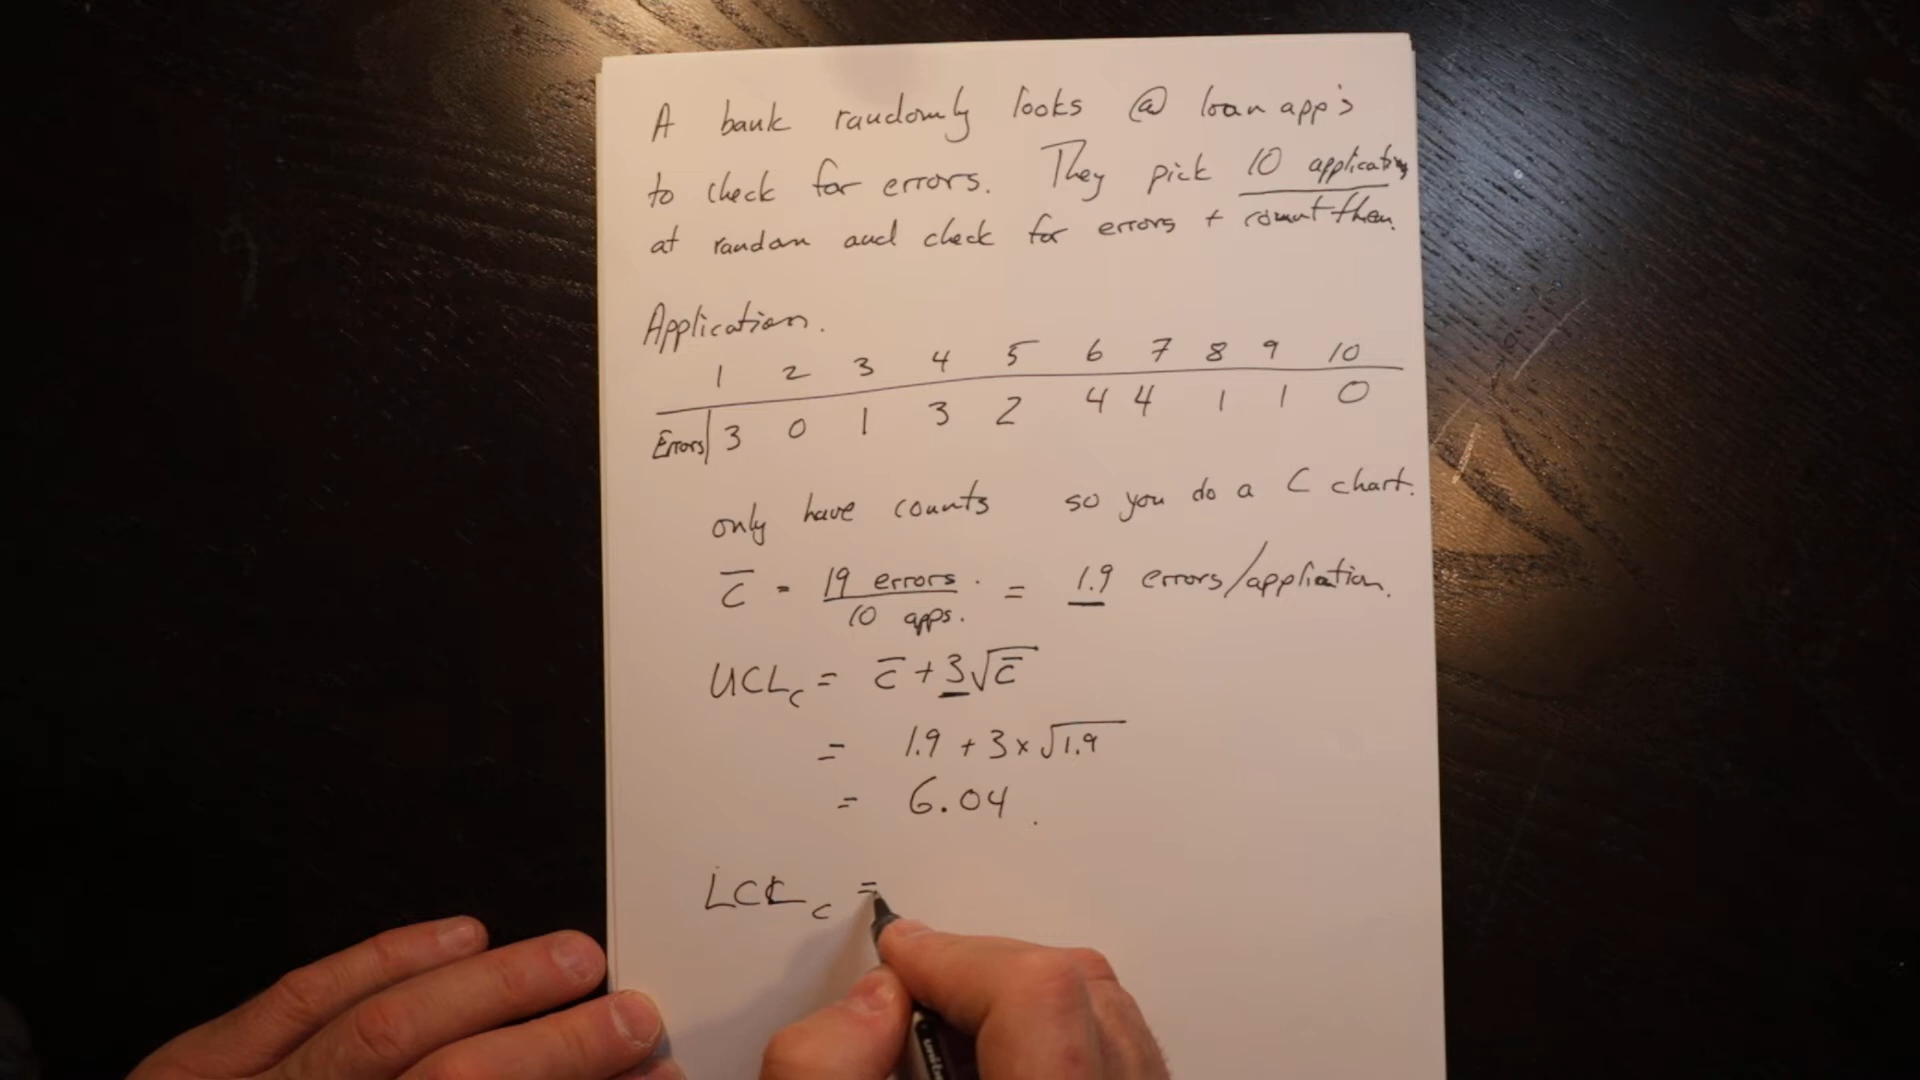 A bank randomly looks @ loan app's
to check for errors. They pick 10 applications
at random and check for errors + count them.
Application.
1 2 3 4 5 6 7 8 9 10
Errors 3 0 1 3 2 4 4 1 1 0
only have counts so you do a C chart.
c̅ = 19 errors / 10 apps. = 1.9 errors/application.
UCLc = c̅ + 3√c̅
= 1.9 + 3 × √1.9
= 6.04.
LCLc =